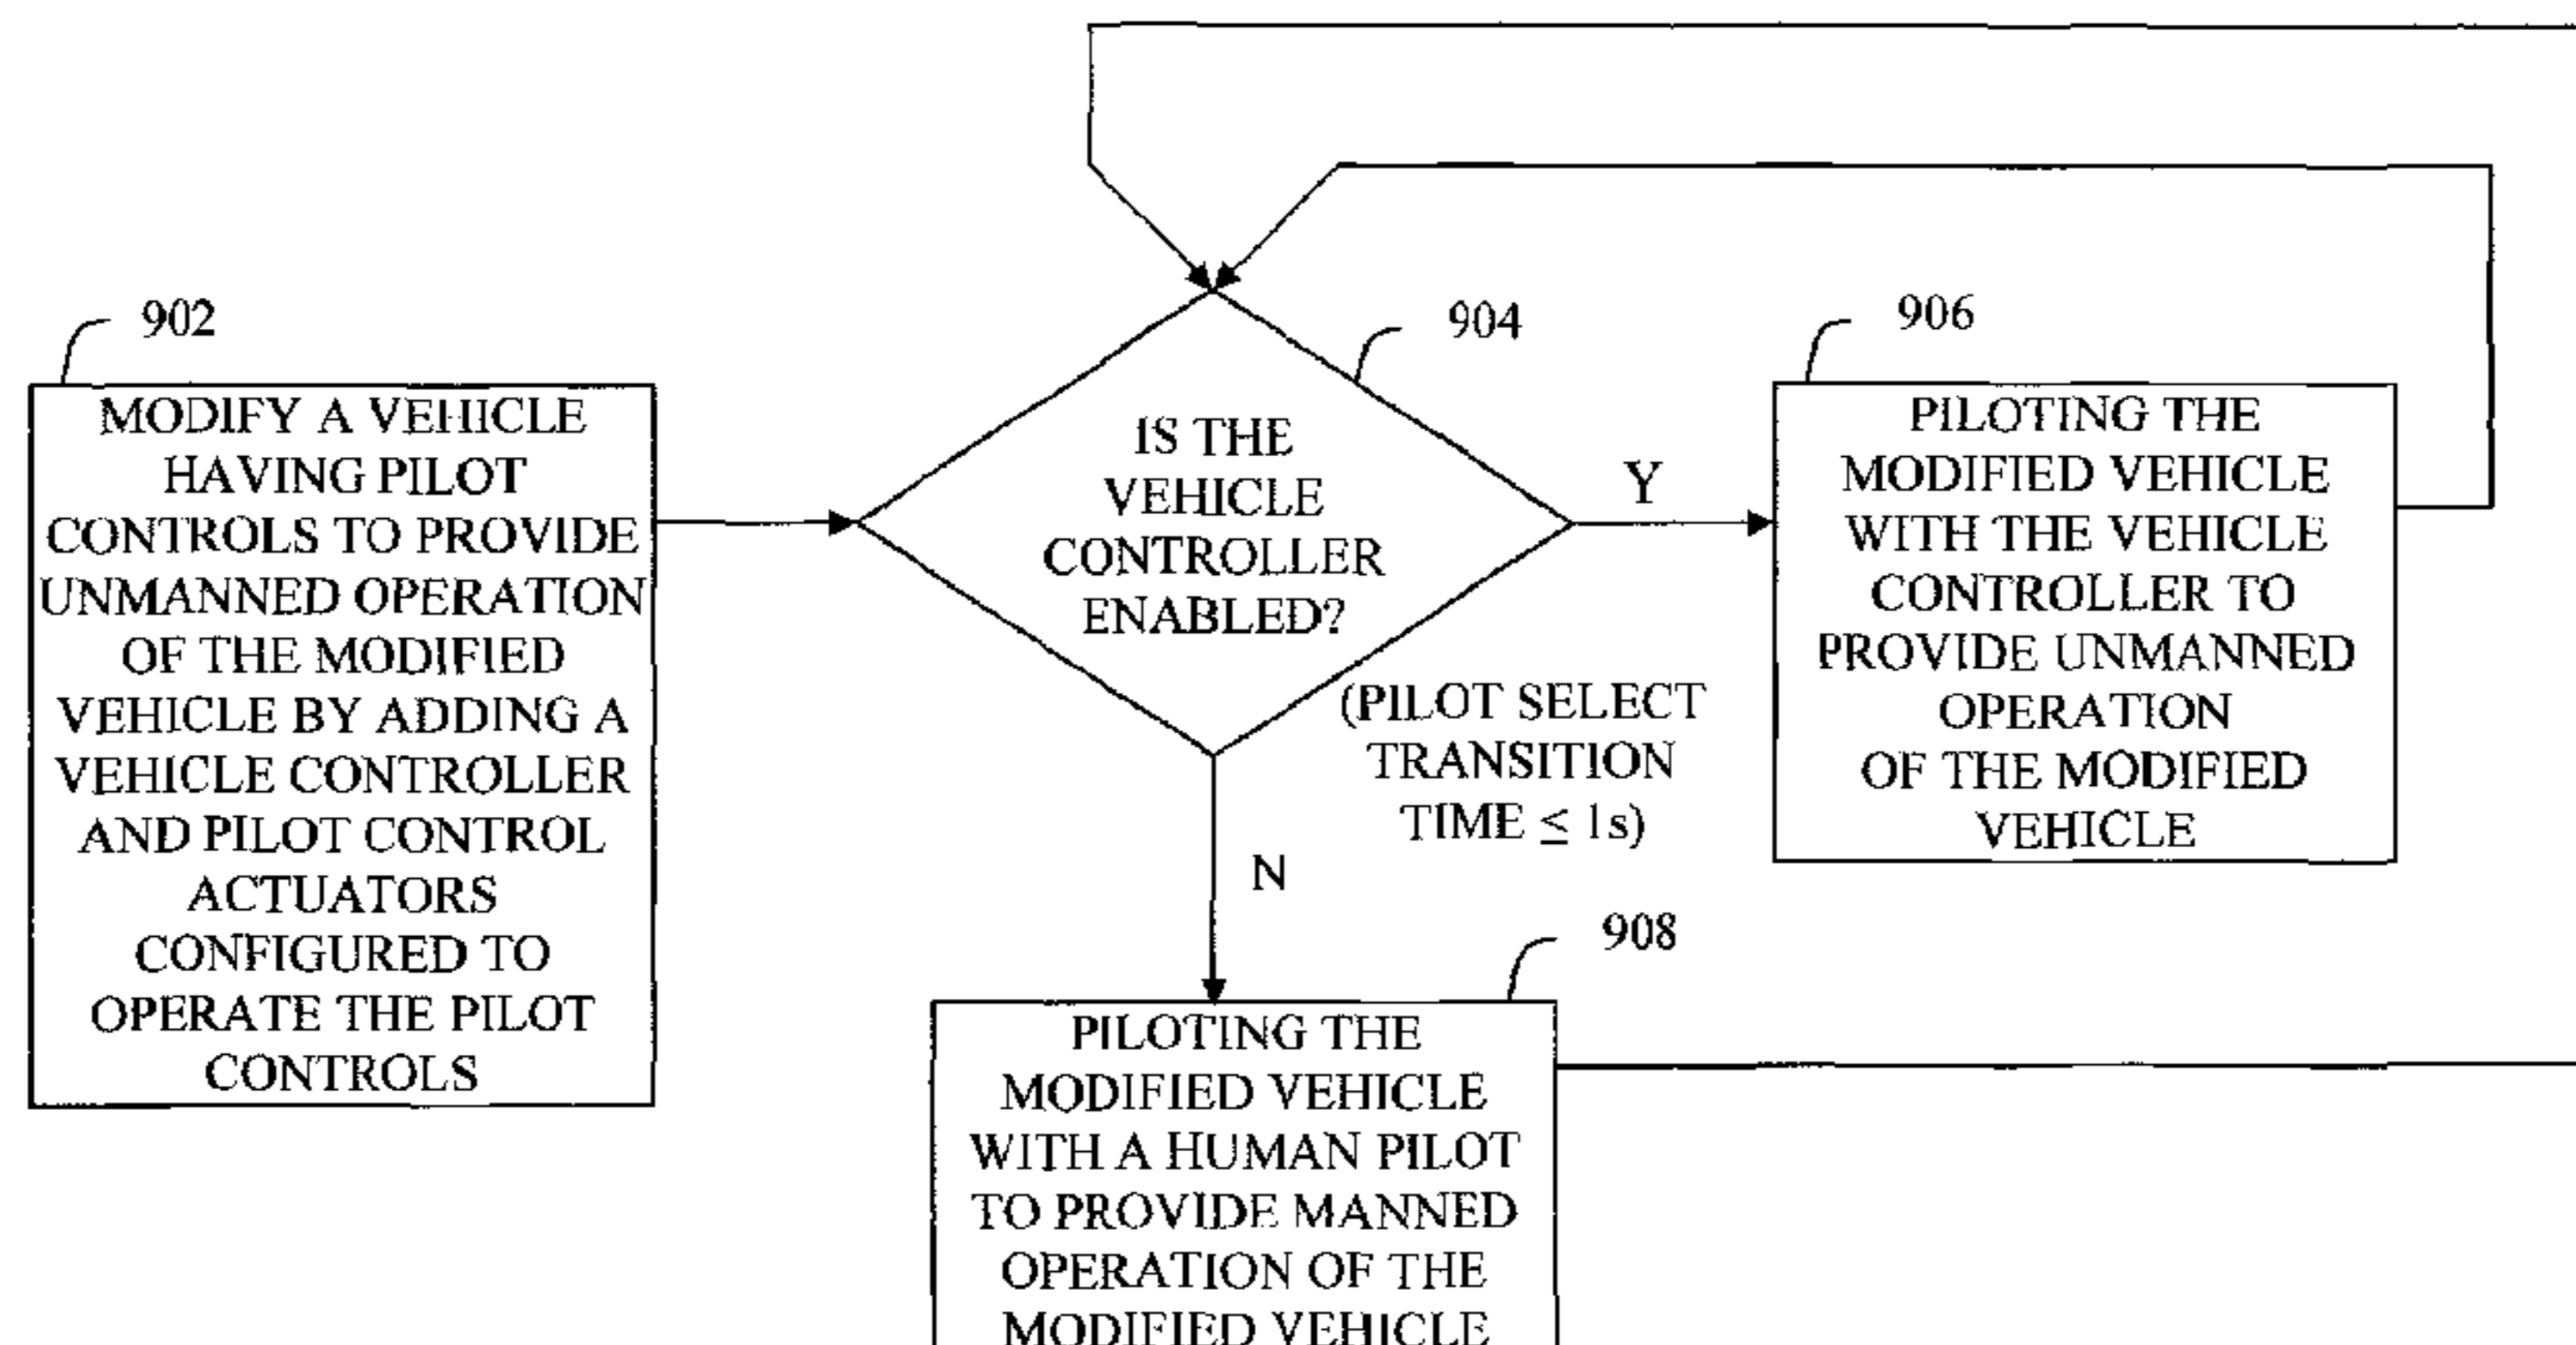 902
MODIFY A VEHICLE
HAVING PILOT
CONTROLS TO PROVIDE
UNMANNED OPERATION
OF THE MODIFIED
VEHICLE BY ADDING A
VEHICLE CONTROLLER
AND PILOT CONTROL
ACTUATORS
CONFIGURED TO
OPERATE THE PILOT
CONTROLS
904
IS THE
VEHICLE
CONTROLLER
ENABLED?
Y
906
PILOTING THE
MODIFIED VEHICLE
WITH THE VEHICLE
CONTROLLER TO
PROVIDE UNMANNED
OPERATION
OF THE MODIFIED
VEHICLE
(PILOT SELECT
TRANSITION
TIME ≤ 1s)
N
908
PILOTING THE
MODIFIED VEHICLE
WITH A HUMAN PILOT
TO PROVIDE MANNED
OPERATION OF THE
MODIFIED VEHICLE